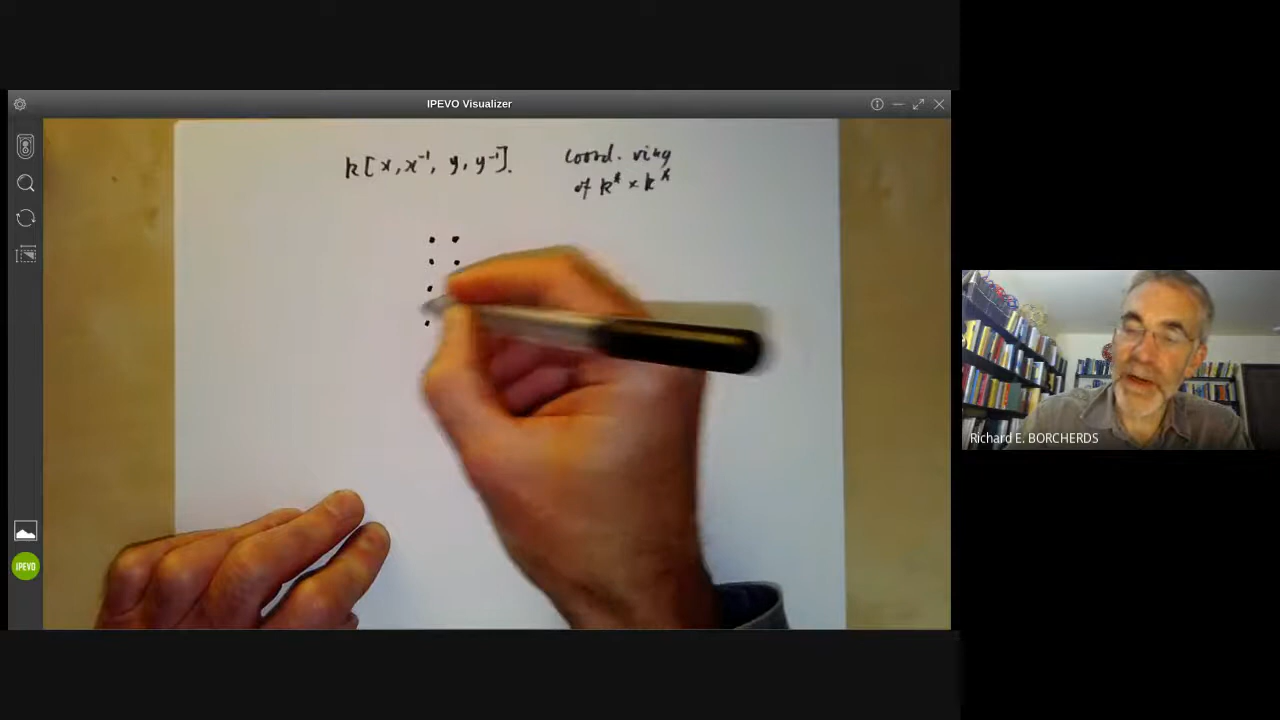 IPEVO Visualizer
k[x, x⁻¹, y, y⁻¹].
coord. ring
of k* × k*
Richard E. BORCHERDS
IPEVO